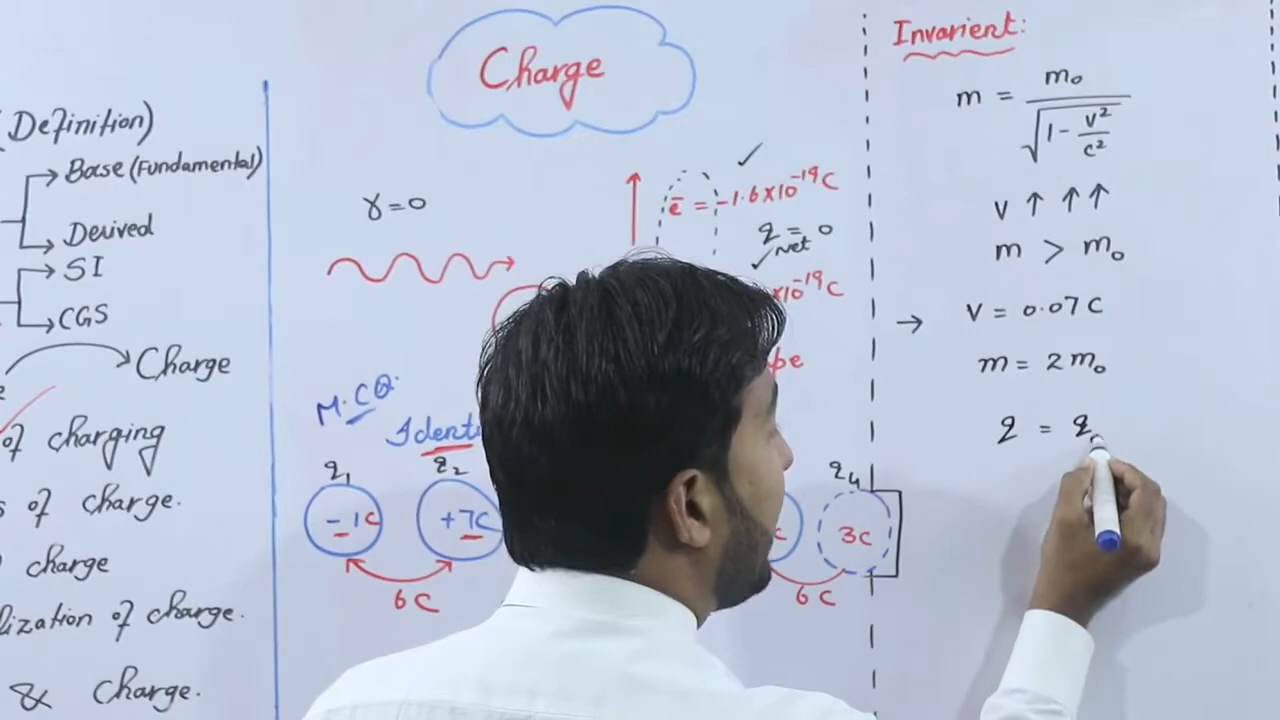 (Definition)
Base (Fundamental)
Derived
SI
CGS
Charge
of charging
of charge.
charge
lization of charge.
& charge.
Charge
γ = 0
e̅ = -1.6×10⁻¹⁹C
q net = 0
×10⁻¹⁹C
M.C.Q.
Identi
q₁
q₂
q₄
-1C
+7C
C
3C
6C
6C
Invarient:
m = m₀ / √1 - v²/c²
V ↑ ↑ ↑
m > m₀
→ V = 0.07C
m = 2m₀
q = q